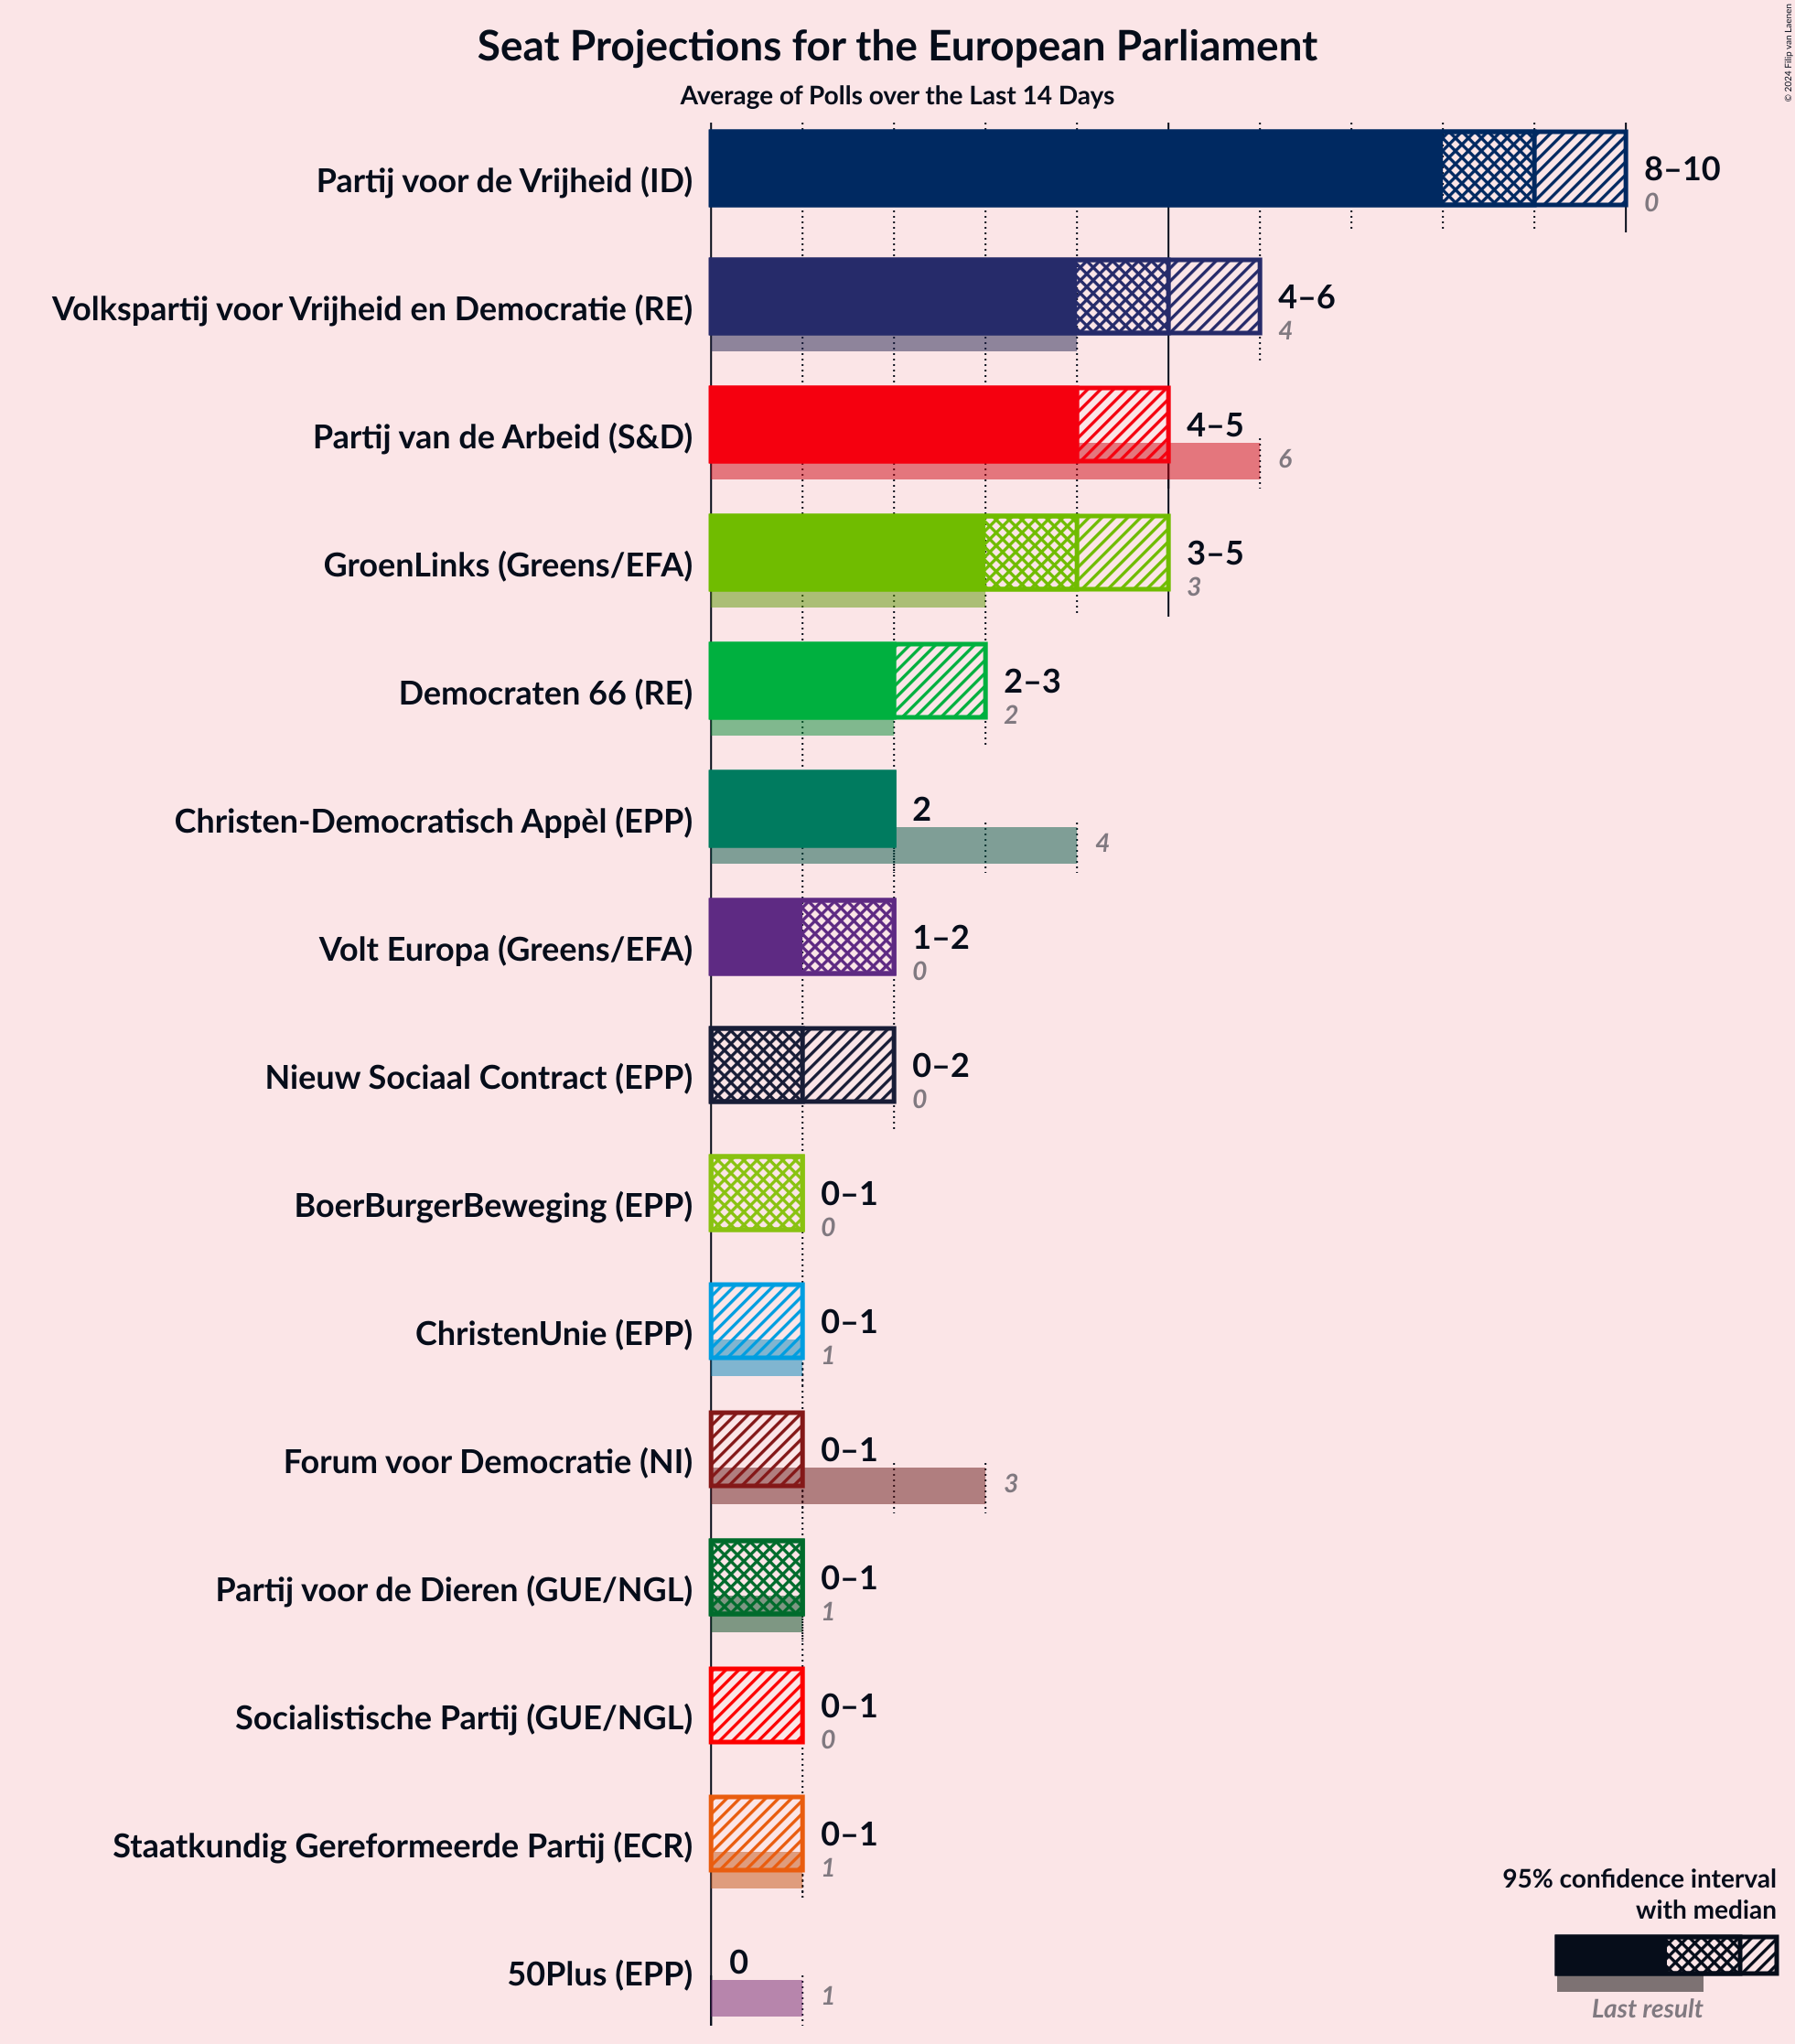 © 2024 Filip van Laenen
Seat Projections for the European Parliament
Average of Polls over the Last 14 Days
Partij voor de Vrijheid (ID)
8–10
0
Volkspartij voor Vrijheid en Democratie (RE)
4–6
4
Partij van de Arbeid (S&D)
4–5
6
GroenLinks (Greens/EFA)
3–5
3
Democraten 66 (RE)
2–3
2
Christen-Democratisch Appèl (EPP)
2
4
Volt Europa (Greens/EFA)
1–2
0
Nieuw Sociaal Contract (EPP)
0–2
0
BoerBurgerBeweging (EPP)
0–1
0
ChristenUnie (EPP)
0–1
1
Forum voor Democratie (NI)
0–1
3
Partij voor de Dieren (GUE/NGL)
0–1
1
Socialistische Partij (GUE/NGL)
0–1
0
Staatkundig Gereformeerde Partij (ECR)
0–1
1
50Plus (EPP)
0
1
95% confidence interval
with median
Last result